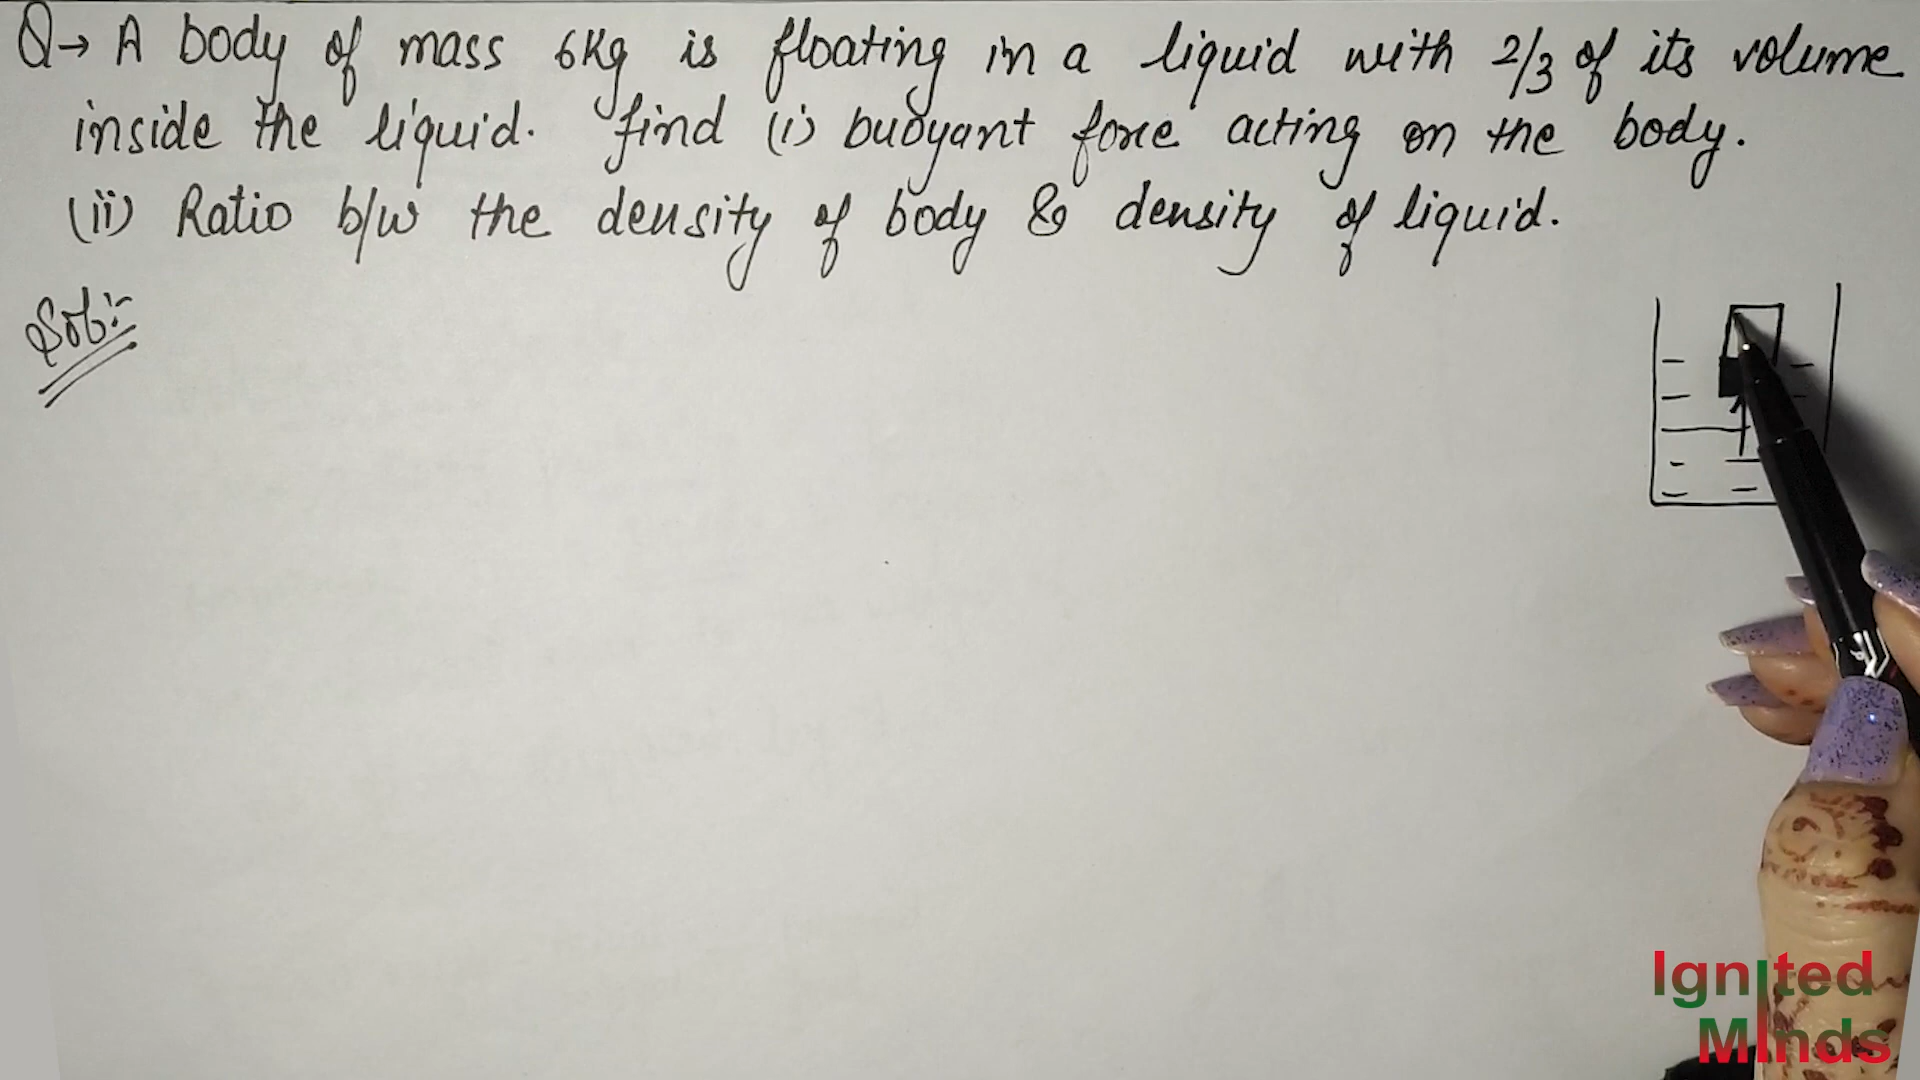 Q→ A body of mass 6Kg is floating in a liquid with 2/3 of its volume
inside the liquid. find (i) buoyant force acting on the body.
(ii) Ratio b/w the density of body & density of liquid.
Sol:-
Ignited
Minds